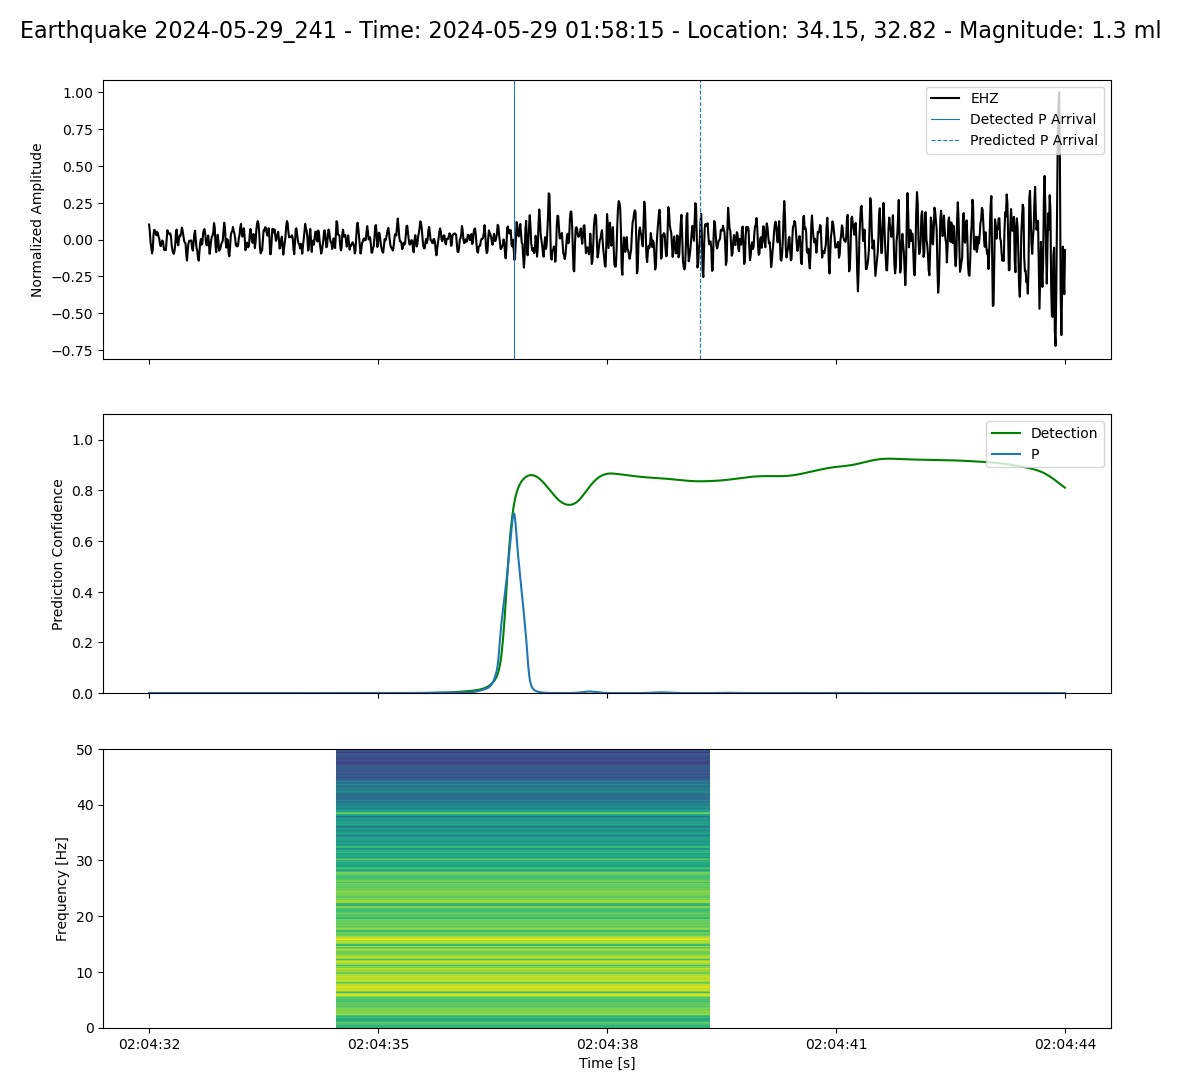 Earthquake 2024-05-29_241 - Time: 2024-05-29 01:58:15 - Location: 34.15, 32.82 - Magnitude: 1.3 ml
Normalized Amplitude
1.00
0.75
0.50
0.25
0.00
−0.25
−0.50
−0.75
EHZ
Detected P Arrival
Predicted P Arrival
Prediction Confidence
1.0
0.8
0.6
0.4
0.2
0.0
Detection
P
Frequency [Hz]
50
40
30
20
10
0
02:04:32 02:04:35 02:04:38 02:04:41 02:04:44
Time [s]